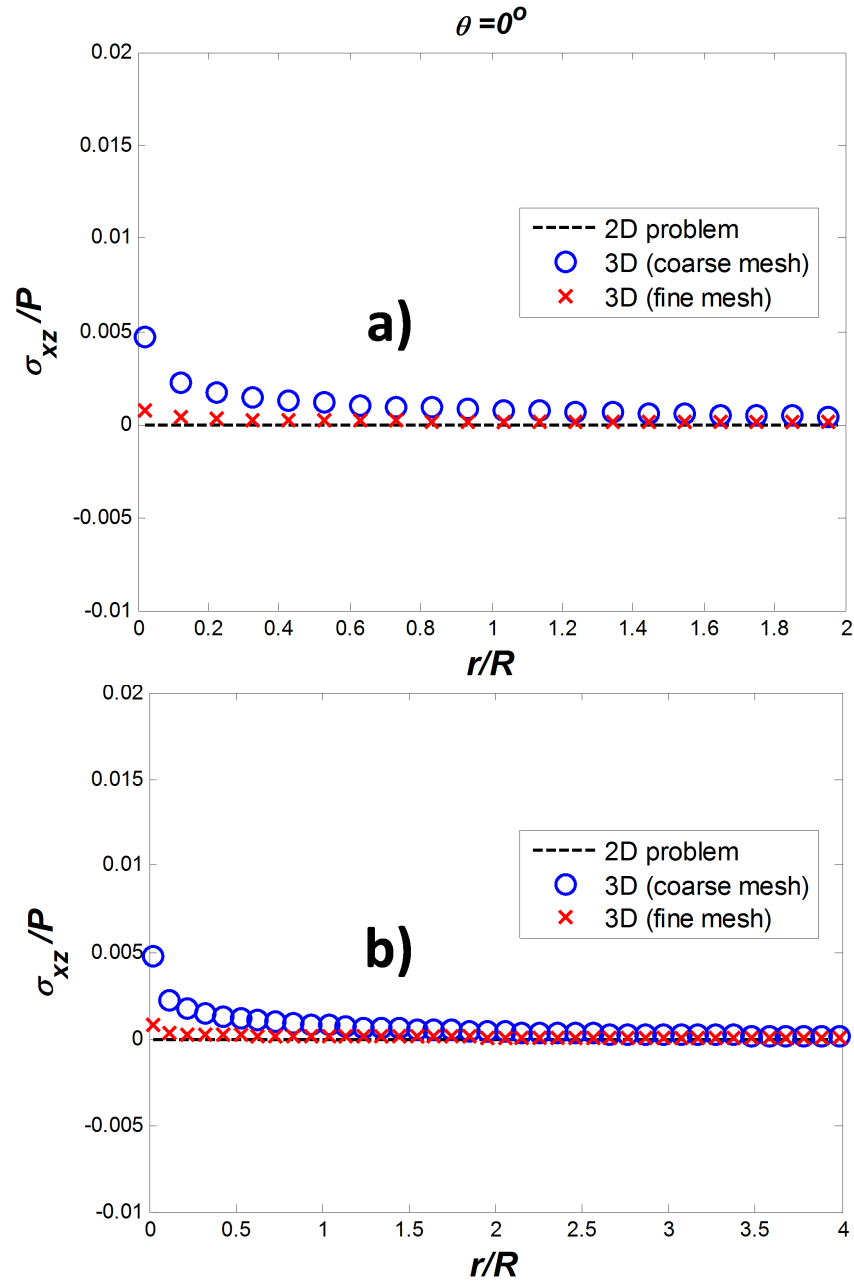 θ =0º
0.02
0.015
0.01
0.005
0
-0.005
-0.01
σxz/P
2D problem
3D (coarse mesh)
3D (fine mesh)
a)
0 0.2 0.4 0.6 0.8 1 1.2 1.4 1.6 1.8 2
r/R
0.02
0.015
0.01
0.005
0
-0.005
-0.01
σxz/P
2D problem
3D (coarse mesh)
3D (fine mesh)
b)
0 0.5 1 1.5 2 2.5 3 3.5 4
r/R